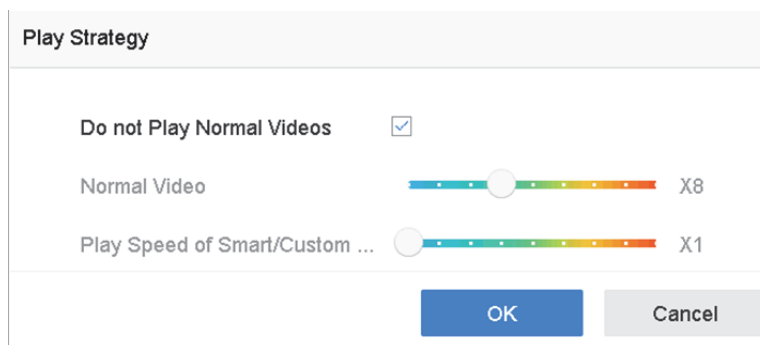 Play Strategy
Do not Play Normal Videos
Normal Video X8
Play Speed of Smart/Custom ... X1
OK Cancel